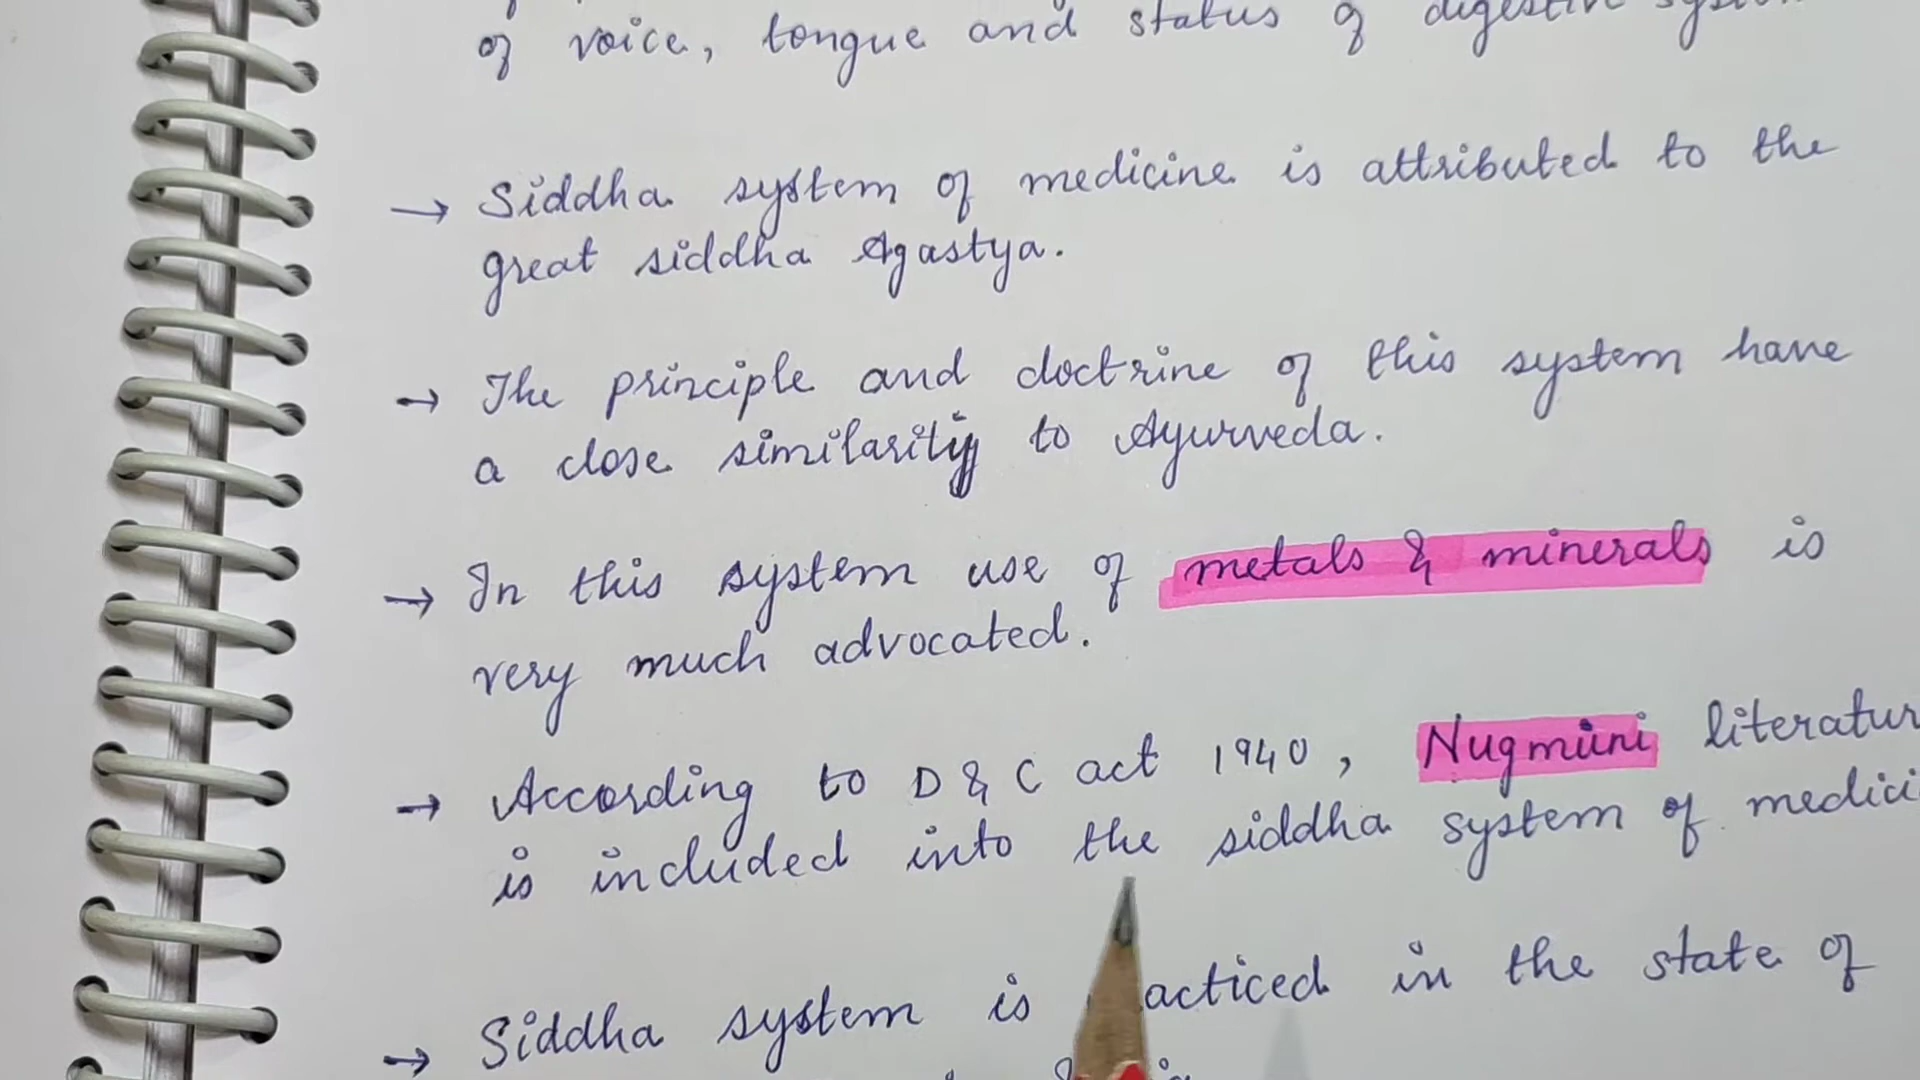 of voice, tongue and status of digestive system
→ Siddha system of medicine is attributed to the
great siddha Agastya.
→ The principle and doctrine of this system have
a close similarity to Ayurveda.
→ In this system use of metals & minerals is
very much advocated.
→ According to D & C act 1940, Nugmuni literatur
is included into the siddha system of medici
→ Siddha system is acticed in the state of